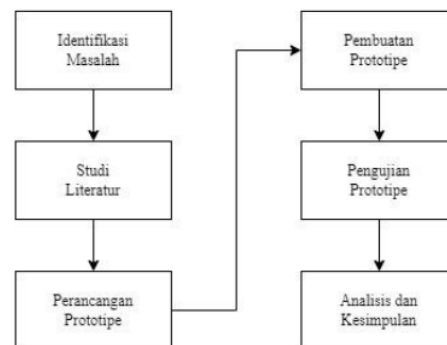 Identifikasi
Masalah
Studi
Literatur
Perancangan
Prototipe
Pembuatan
Prototipe
Pengujian
Prototipe
Analisis dan
Kesimpulan